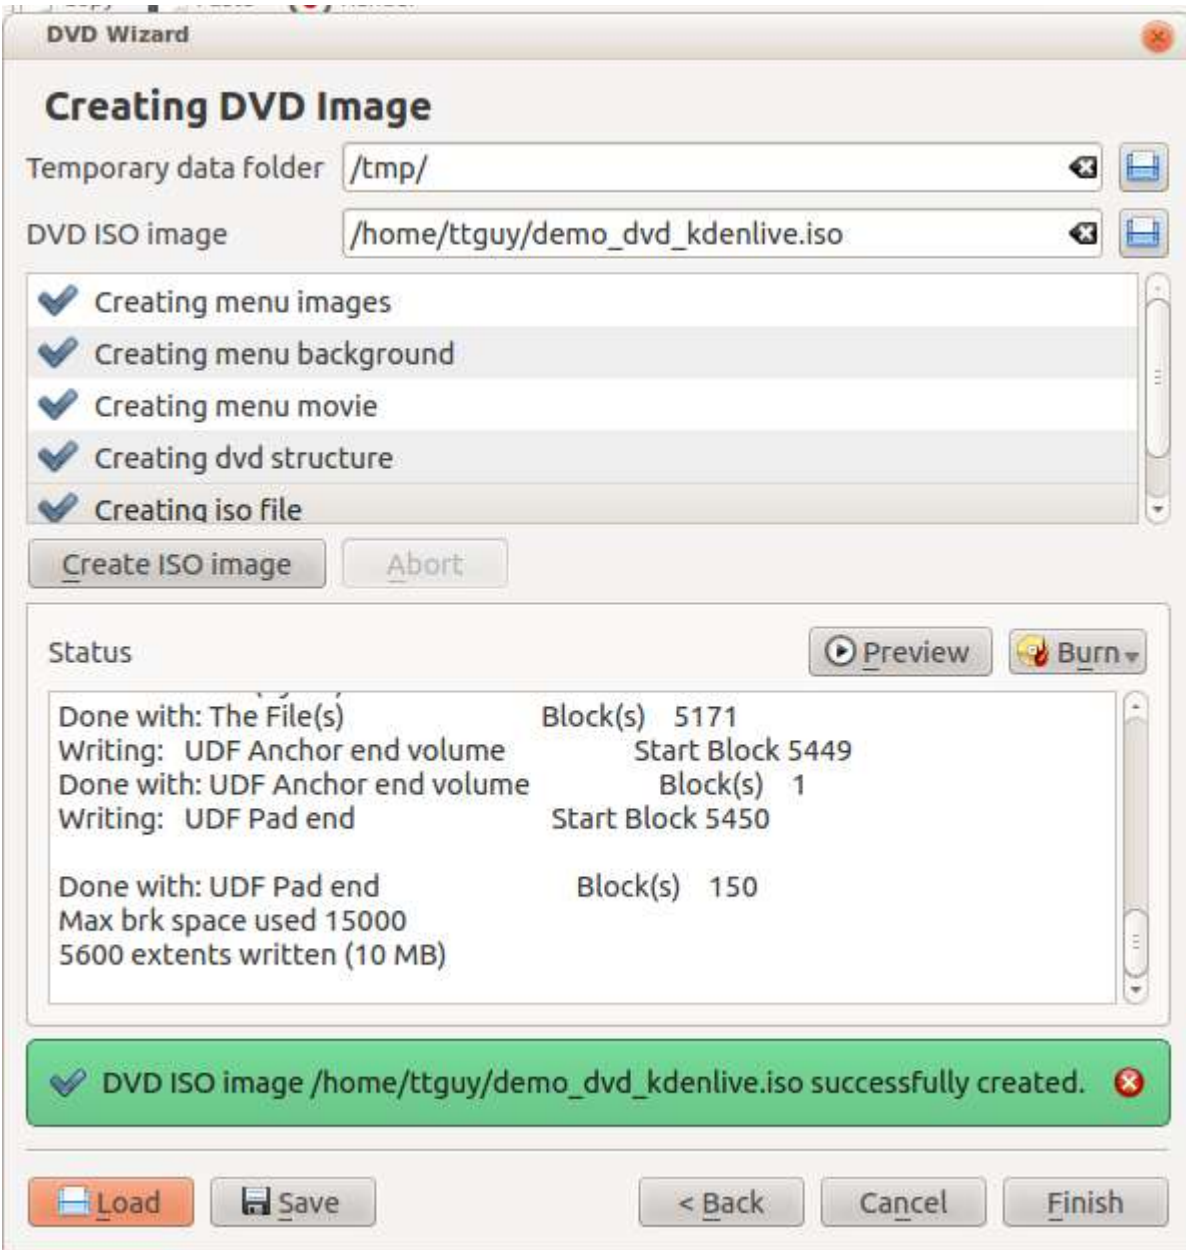 DVD Wizard
Creating DVD Image
Temporary data folder /tmp/
DVD ISO image /home/ttguy/demo_dvd_kdenlive.iso
Creating menu images
Creating menu background
Creating menu movie
Creating dvd structure
Creating iso file
Create ISO image Abort
Status Preview Burn
Done with: The File(s) Block(s) 5171
Writing: UDF Anchor end volume Start Block 5449
Done with: UDF Anchor end volume Block(s) 1
Writing: UDF Pad end Start Block 5450
Done with: UDF Pad end Block(s) 150
Max brk space used 15000
5600 extents written (10 MB)
DVD ISO image /home/ttguy/demo_dvd_kdenlive.iso successfully created.
Load Save < Back Cancel Finish